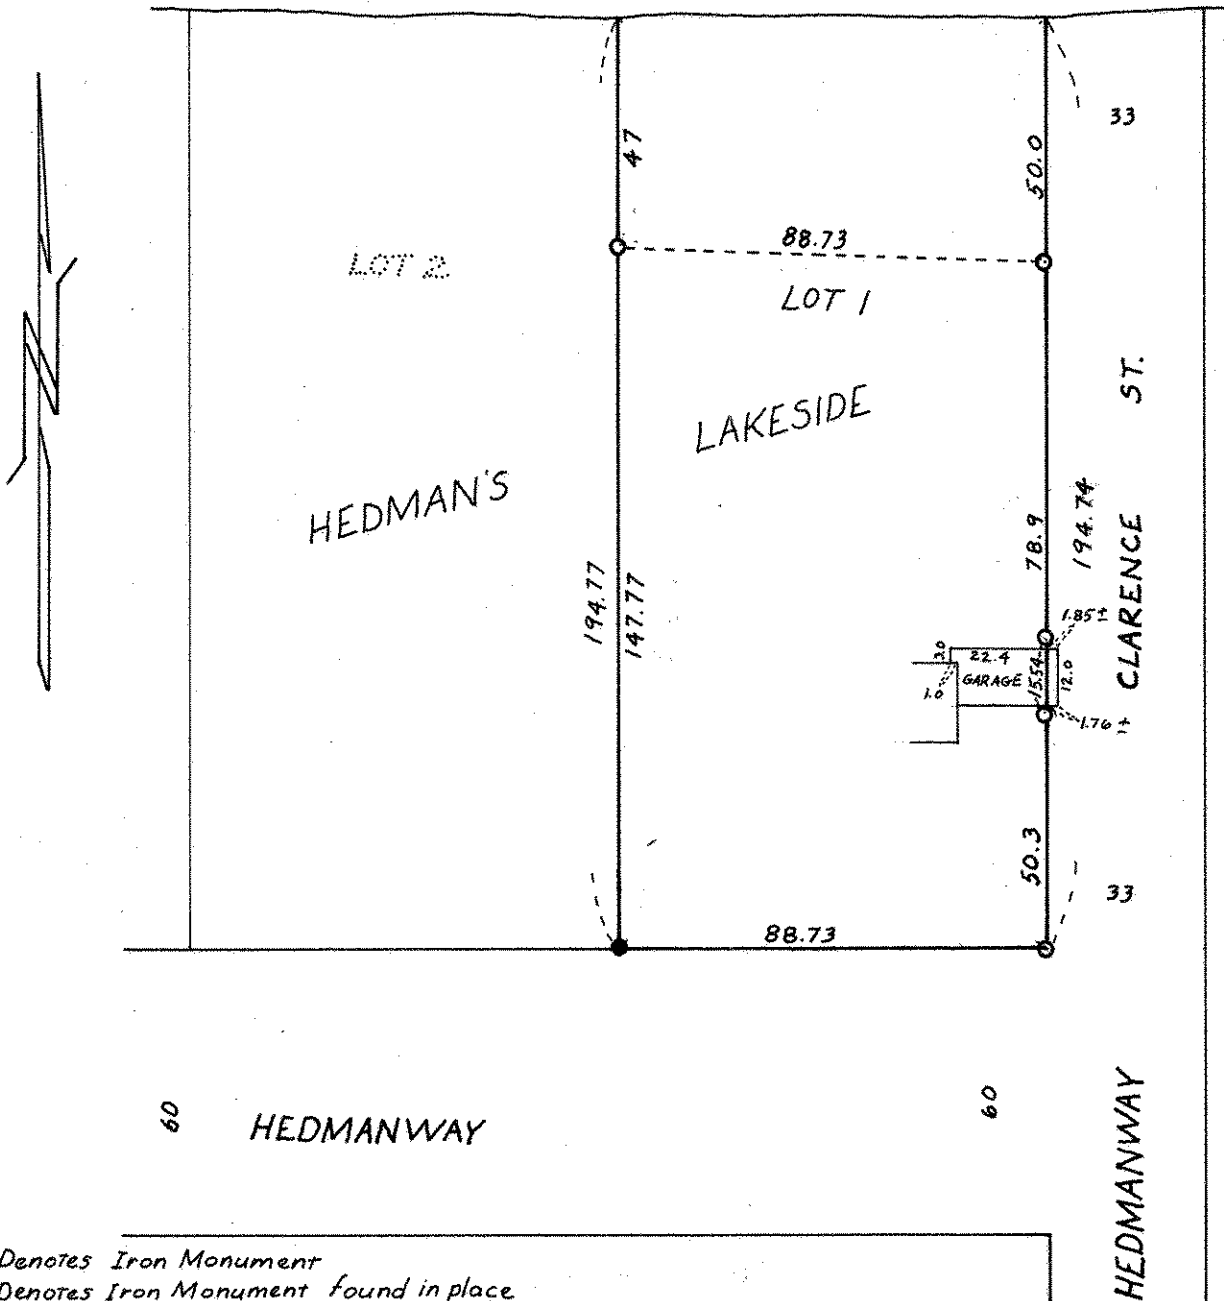 33
47
50.0
88.73
LOT 2
LOT 1
ST.
LAKESIDE
HEDMAN'S
194.74
78.9
CLARENCE
194.77
147.77
1.85±
3.0
22.4
GARAGE
15.54
12.0
1.0
1.76 ±
50.3
33
88.73
60
HEDMANWAY
60
HEDMANWAY
Denotes Iron Monument
Denotes Iron Monument found in place